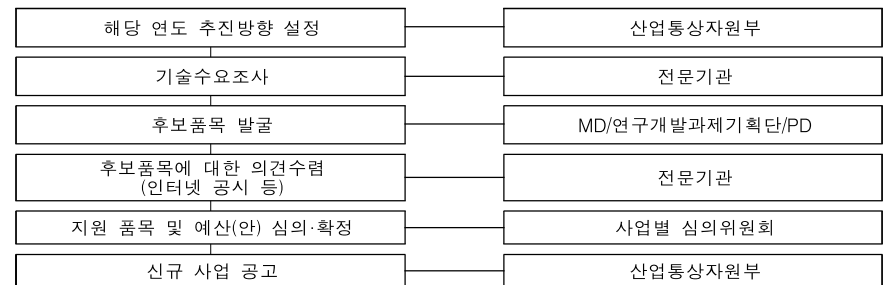 해당 연도 추진방향 설정
산업통상자원부
기술수요조사
전문기관
후보품목 발굴
MD/연구개발과제기획단/PD
후보품목에 대한 의견수렴
(인터넷 공시 등)
전문기관
지원 품목 및 예산(안) 심의·확정
사업별 심의위원회
신규 사업 공고
산업통상자원부